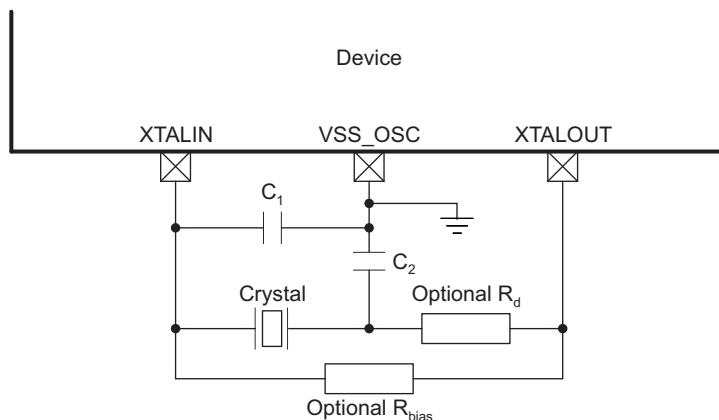 Device
XTALIN
VSS_OSC
XTALOUT
C1
C2
Crystal
Optional Rd
Optional Rbias